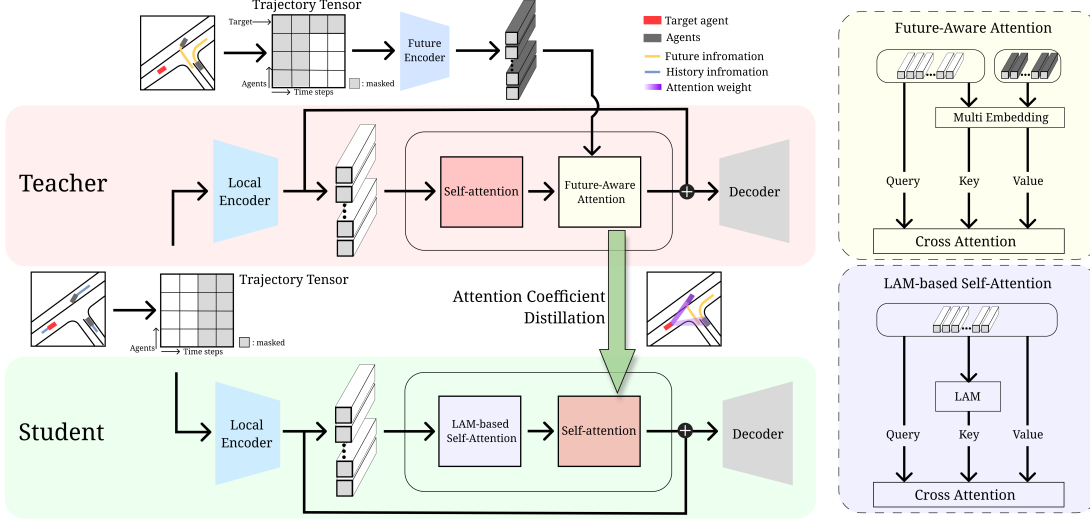 Trajectory Tensor
Target
Agents
Time steps
: masked
Future
Encoder
Target agent
Agents
Future infromation
History infromation
Attention weight
Teacher
Local
Encoder
Self-attention
Future-Aware
Attention
Decoder
Trajectory Tensor
Agents
Time steps
: masked
Attention Coefficient
Distillation
Student
Local
Encoder
LAM-based
Self-Attention
Self-attention
Decoder
Future-Aware Attention
Multi Embedding
Query
Key
Value
Cross Attention
LAM-based Self-Attention
LAM
Query
Key
Value
Cross Attention